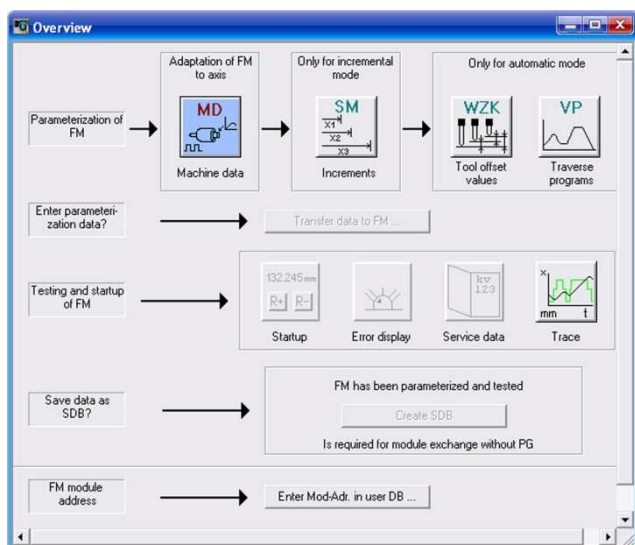 Overview
Adaptation of FM
to axis
Only for incremental
mode
Only for automatic mode
Parameterization of
FM
MD
SM
X1
X2
X3
WZK
VP
Machine data
Increments
Tool offset
values
Traverse
programs
Enter parameteri-
zation data?
Transfer data to FM ...
Testing and startup
of FM
132.245mm
R+
R-
kv
123
x
mm
t
Startup
Error display
Service data
Trace
FM has been parameterized and tested
Save data as
SDB?
Create SDB
Is required for module exchange without PG
FM module
address
Enter Mod-Adr. in user DB ...